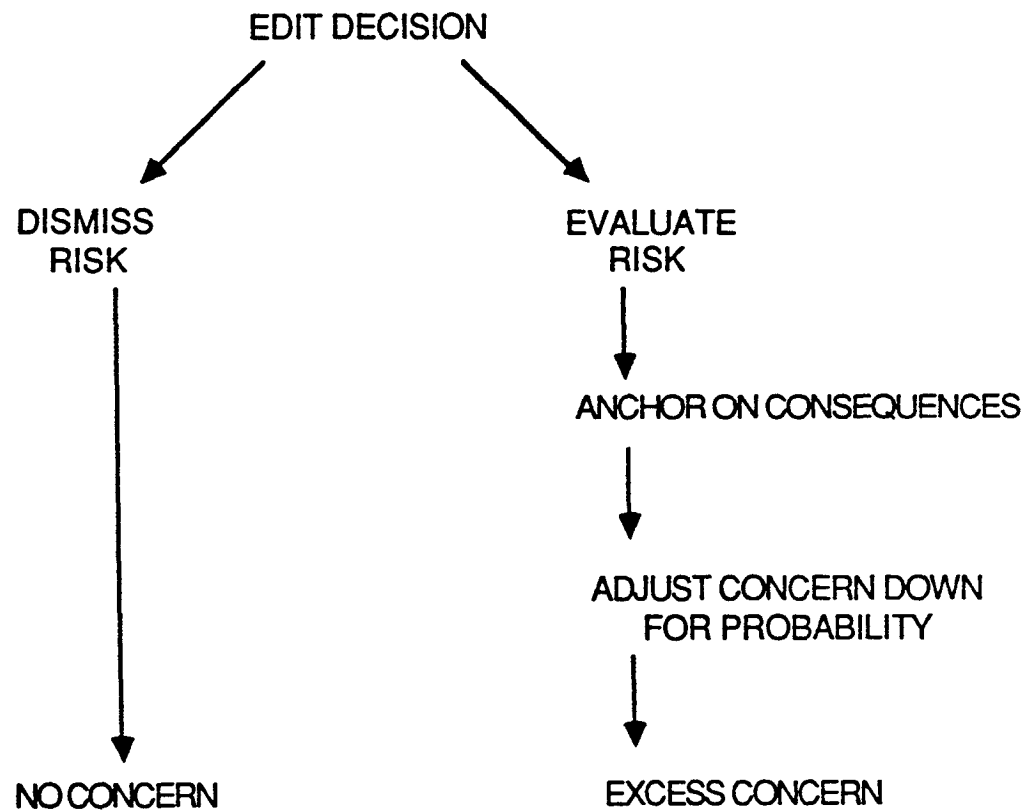 EDIT DECISION
DISMISS
RISK
EVALUATE
RISK
ANCHOR ON CONSEQUENCES
ADJUST CONCERN DOWN
FOR PROBABILITY
NO CONCERN
EXCESS CONCERN